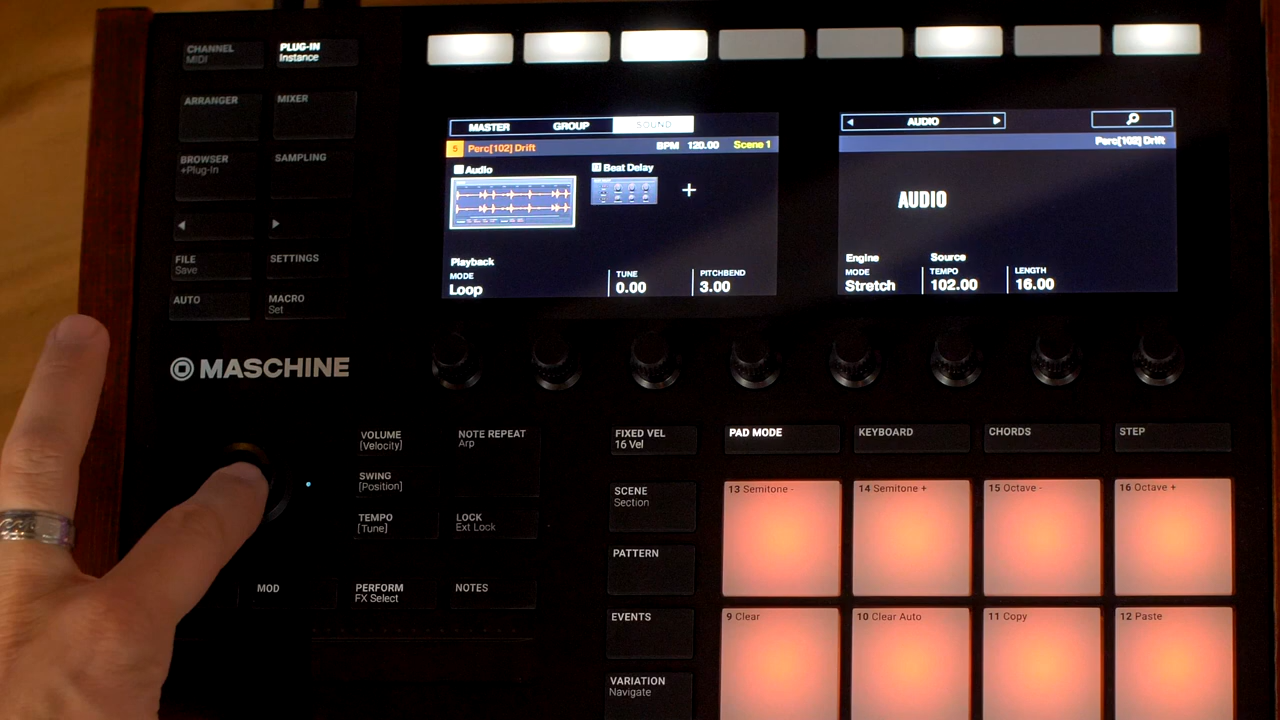 CHANNEL
MIDI
PLUG-IN
Instance
ARRANGER
MIXER
BROWSER
+Plug-In
SAMPLING
FILE
Save
SETTINGS
AUTO
MACRO
Set
MASCHINE
MASTER GROUP SOUND
5 Perc[102] Drift BPM 120.00 Scene 1
Audio
Beat Delay
+
Playback
MODE
Loop
TUNE
0.00
PITCHBEND
3.00
AUDIO
Perc[102] Drift
AUDIO
Engine
MODE
Stretch
Source
TEMPO
102.00
LENGTH
16.00
VOLUME
[Velocity]
NOTE REPEAT
Arp
SWING
[Position]
TEMPO
[Tune]
LOCK
Ext Lock
MOD
PERFORM
FX Select
NOTES
FIXED VEL
16 Vel
PAD MODE
KEYBOARD
CHORDS
STEP
SCENE
Section
PATTERN
EVENTS
VARIATION
Navigate
13 Semitone -
14 Semitone +
15 Octave -
16 Octave +
9 Clear
10 Clear Auto
11 Copy
12 Paste